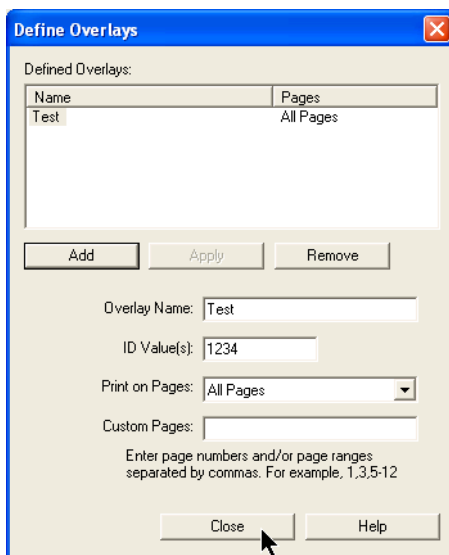 Define Overlays
Defined Overlays:
Name Pages
Test All Pages
Add Apply Remove
Overlay Name: Test
ID Value(s): 1234
Print on Pages: All Pages
Custom Pages:
Enter page numbers and/or page ranges
separated by commas. For example, 1,3,5-12
Close Help